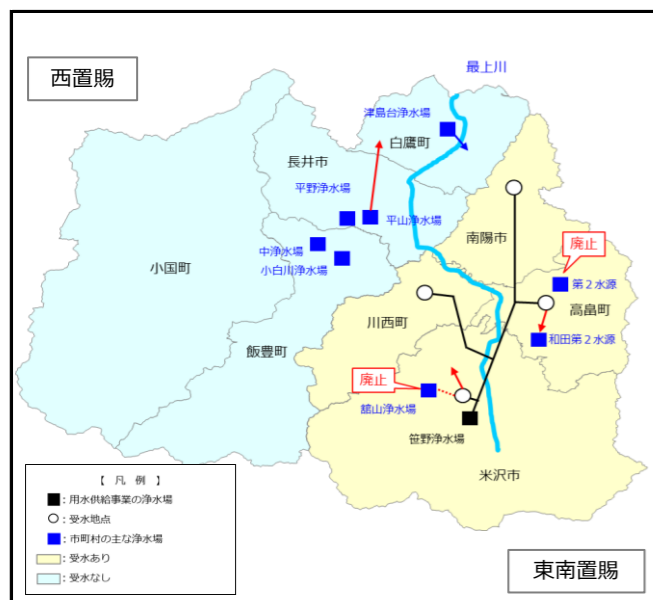 西置賜
最上川
津島台浄水場
白鷹町
長井市
平野浄水場
平山浄水場
中浄水場
小白川浄水場
小国町
飯豊町
南陽市
廃止
第2水源
高畠町
和田第2水源
川西町
廃止
舘山浄水場
笹野浄水場
米沢市
【 凡 例 】
:用水供給事業の浄水場
:受水地点
:市町村の主な浄水場
:受水あり
:受水なし
東南置賜